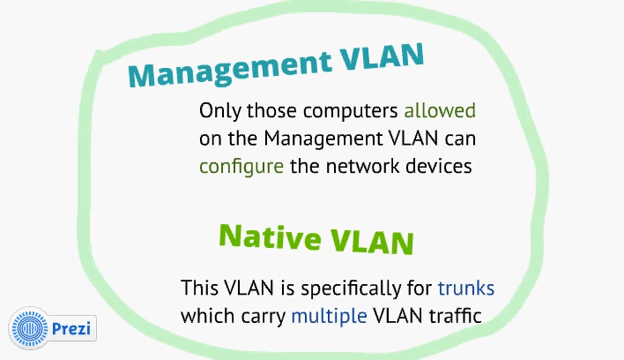 Management VLAN
Only those computers allowed
on the Management VLAN can
configure the network devices
Native VLAN
This VLAN is specifically for trunks
which carry multiple VLAN traffic
Prezi